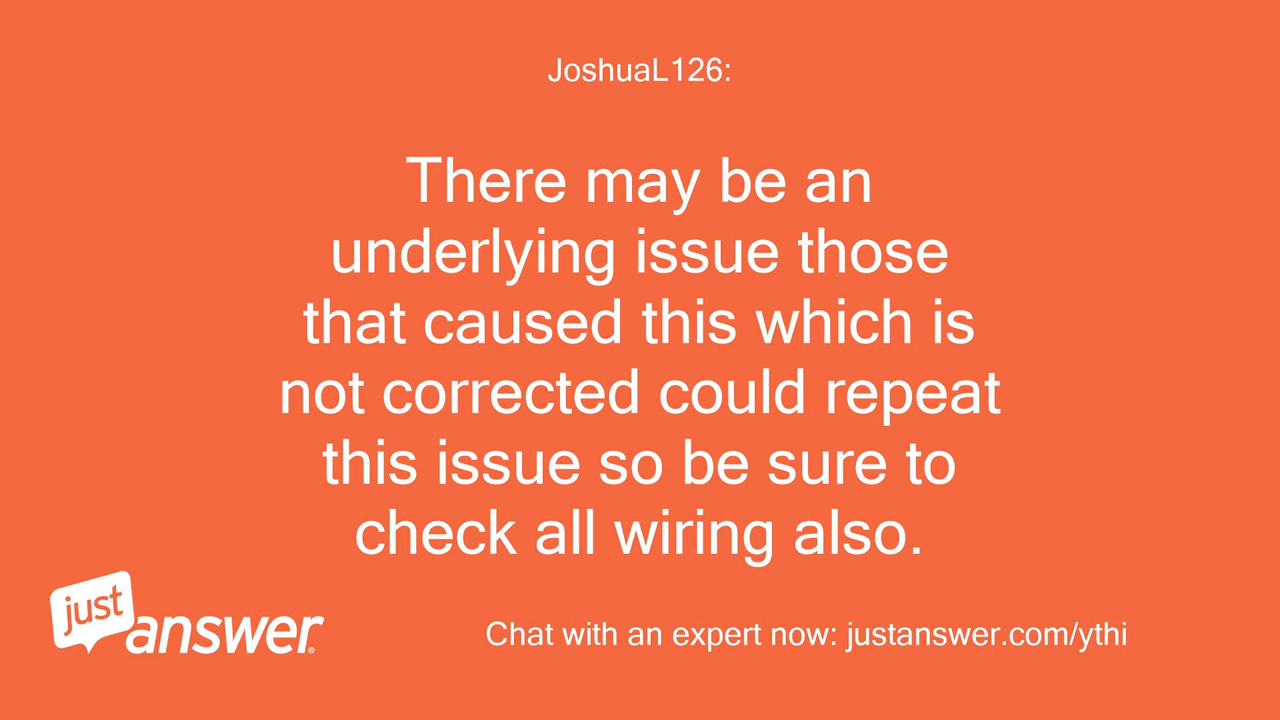 JoshuaL126:
There may be an
underlying issue those
that caused this which is
not corrected could repeat
this issue so be sure to
check all wiring also.
just
answer®
Chat with an expert now: justanswer.com/ythi